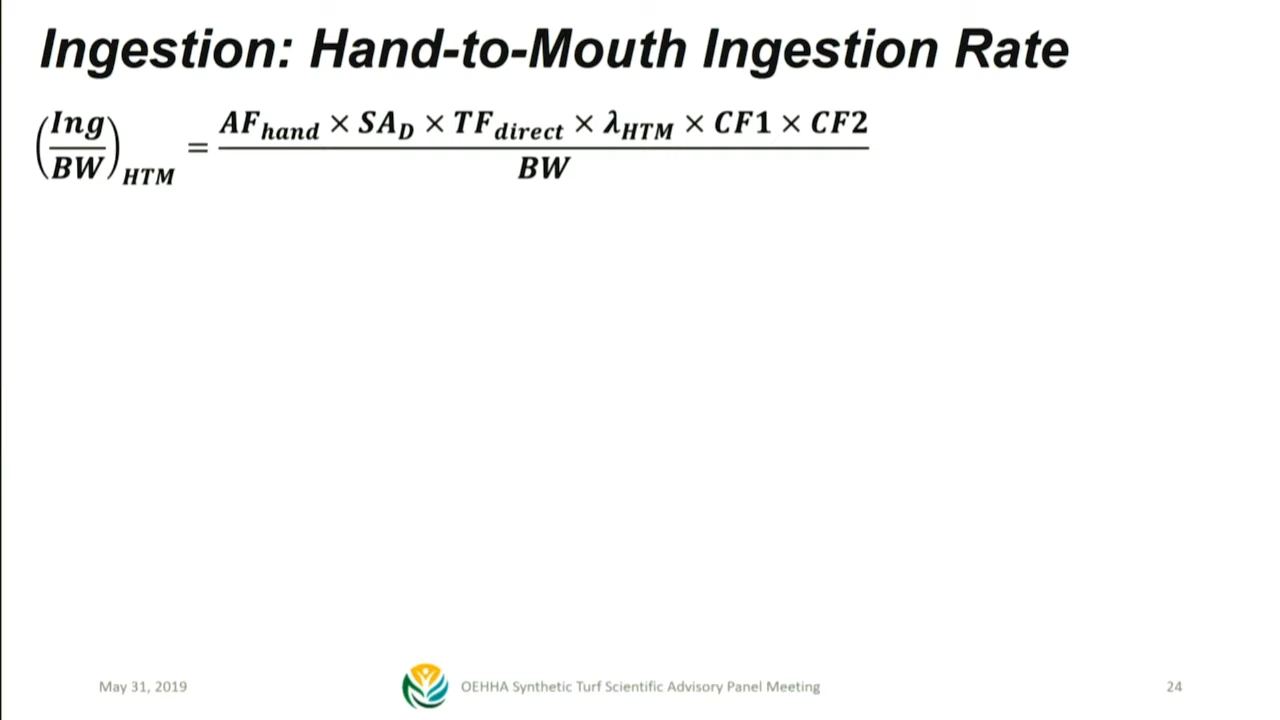 Ingestion: Hand-to-Mouth Ingestion Rate
(Ing/BW)HTM = (AFhand × SAD × TFdirect × λHTM × CF1 × CF2)/BW
May 31, 2019
OEHHA Synthetic Turf Scientific Advisory Panel Meeting
24